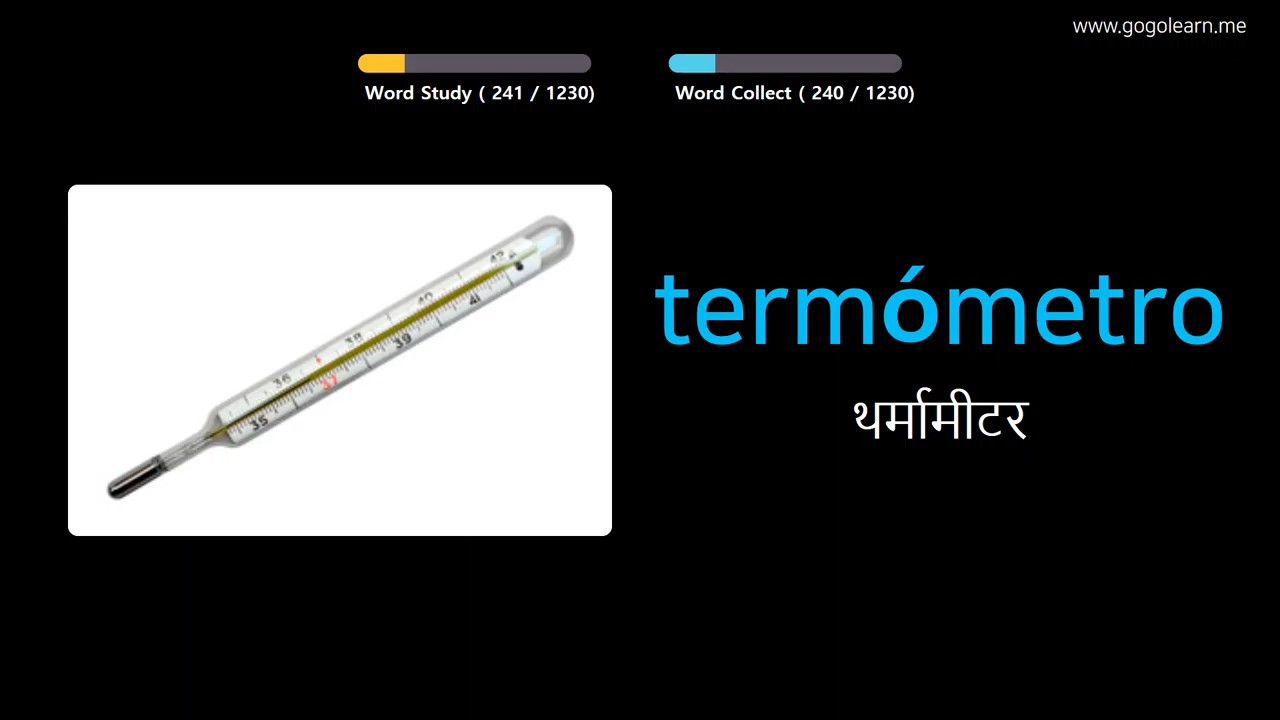 www.gogolearn.me
Word Study ( 241 / 1230)
Word Collect ( 240 / 1230)
termómetro
थर्मामीटर
42
41
40
39
38
37
36
35